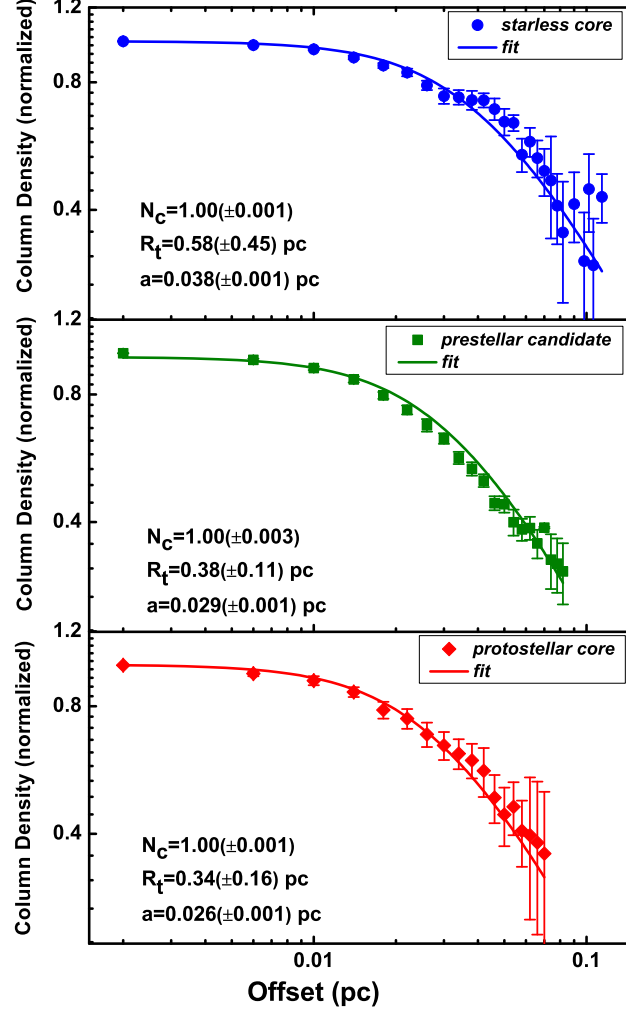 Column Density (normalized)
1.2
0.8
0.4
starless core
fit
N_c=1.00(±0.001)
R_t=0.58(±0.45) pc
a=0.038(±0.001) pc
Column Density (normalized)
1.2
0.8
0.4
prestellar candidate
fit
N_c=1.00(±0.003)
R_t=0.38(±0.11) pc
a=0.029(±0.001) pc
Column Density (normalized)
1.2
0.8
0.4
protostellar core
fit
N_c=1.00(±0.001)
R_t=0.34(±0.16) pc
a=0.026(±0.001) pc
0.01 0.1
Offset (pc)